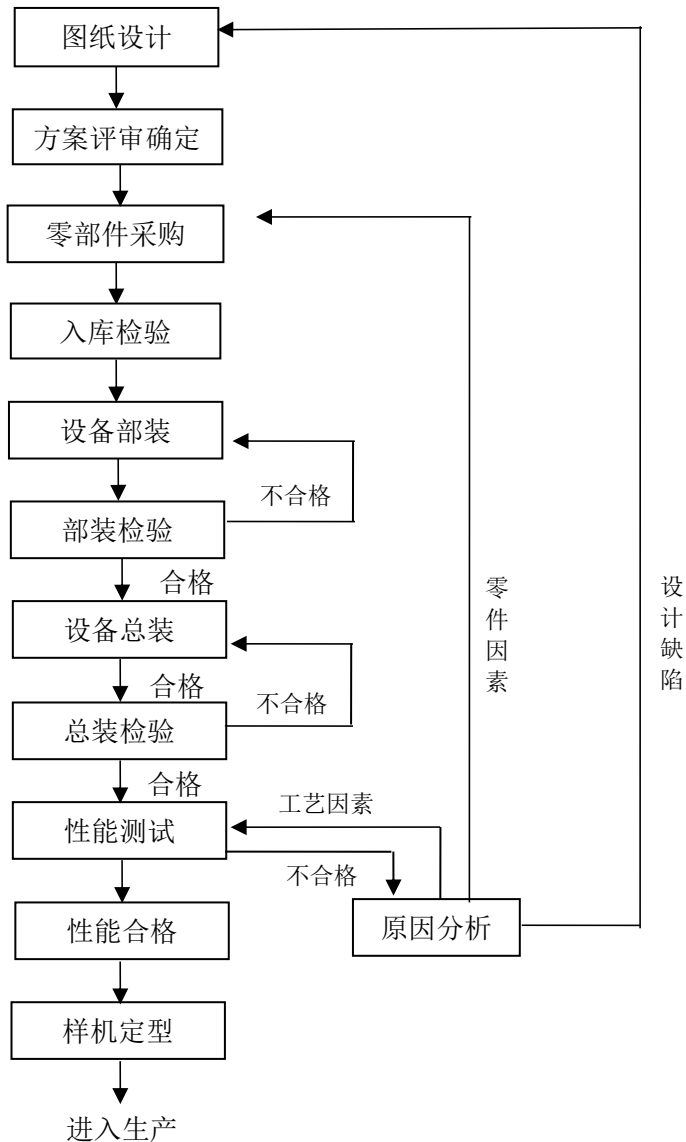 图纸设计
方案评审确定
零部件采购
入库检验
设备部装
不合格
部装检验
合格
零件因素
设计缺陷
设备总装
合格
不合格
总装检验
合格
工艺因素
性能测试
不合格
性能合格
原因分析
样机定型
进入生产